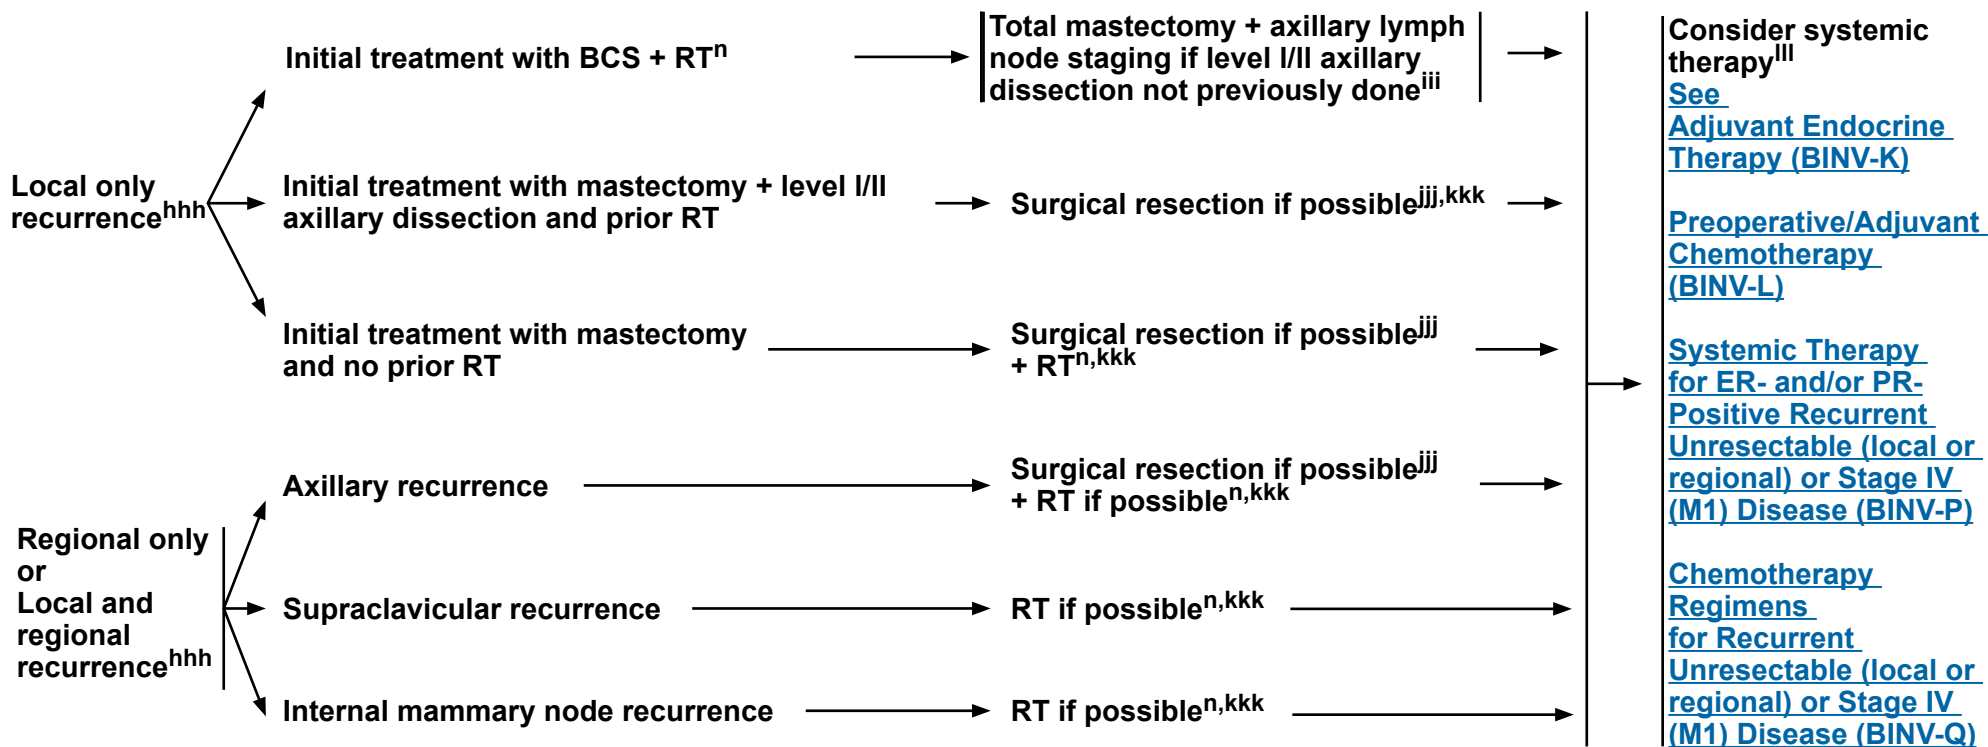 Initial treatment with BCS + RTn
Total mastectomy + axillary lymph
node staging if level I/II axillary
dissection not previously doneiii
Local only
recurrencehhh
Initial treatment with mastectomy + level I/II
axillary dissection and prior RT
Surgical resection if possiblejjj,kkk
Initial treatment with mastectomy
and no prior RT
Surgical resection if possiblejjj
+ RTn,kkk
Regional only
or
Local and
regional
recurrencehhh
Axillary recurrence
Surgical resection if possiblejjj
+ RT if possiblen,kkk
Supraclavicular recurrence
RT if possiblen,kkk
Internal mammary node recurrence
RT if possiblen,kkk
Consider systemic
therapylll
See
Adjuvant Endocrine
Therapy (BINV-K)
Preoperative/Adjuvant
Chemotherapy
(BINV-L)
Systemic Therapy
for ER- and/or PR-
Positive Recurrent
Unresectable (local or
regional) or Stage IV
(M1) Disease (BINV-P)
Chemotherapy
Regimens
for Recurrent
Unresectable (local or
regional) or Stage IV
(M1) Disease (BINV-Q)